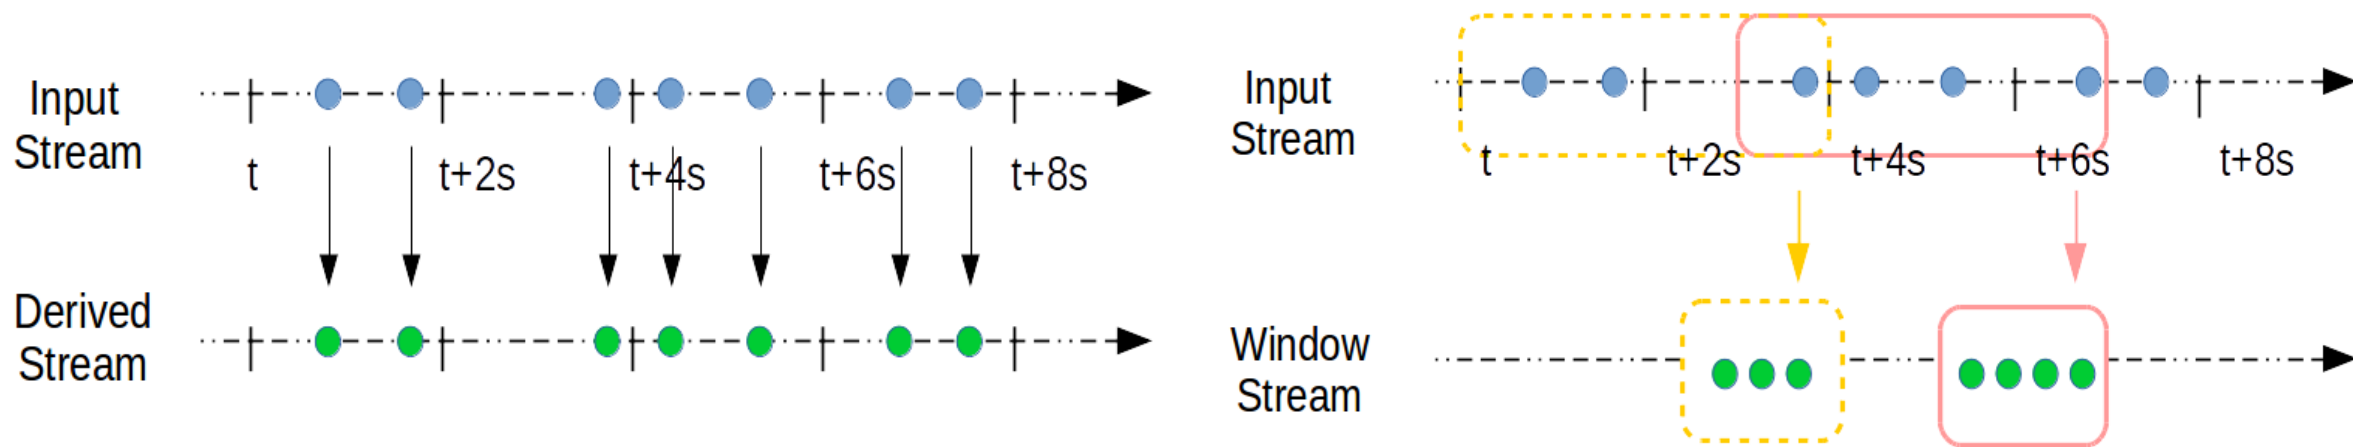 Input
Stream
t
t+2s
t+4s
t+6s
t+8s
Derived
Stream
Input
Stream
t
t+2s
t+4s
t+6s
t+8s
Window
Stream